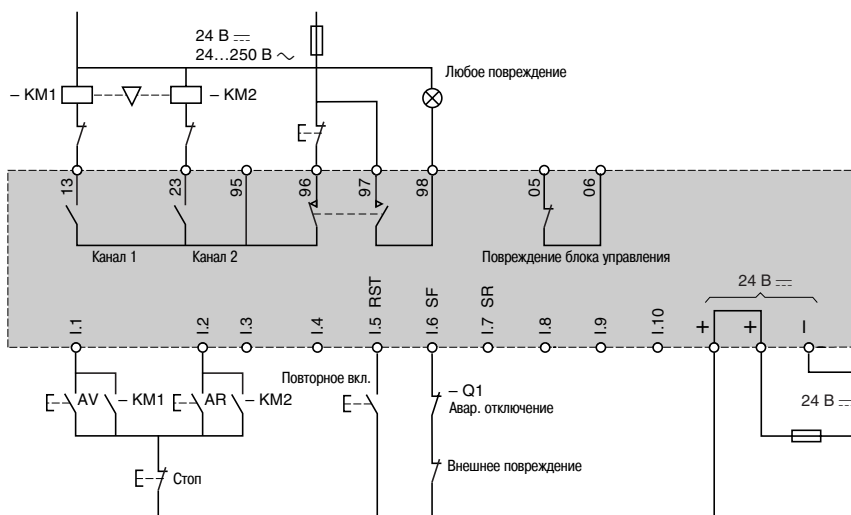 24 В ⎓
24...250 В ∼
Любое повреждение
– KM1
– KM2
13
23
95
96
97
98
05
06
Канал 1
Канал 2
Повреждение блока управления
24 В ⎓
I.1
I.2
I.3
I.4
I.5 RST
I.6 SF
I.7 SR
I.8
I.9
I.10
+
+
–
Повторное вкл.
– Q1
Авар. отключение
AV
– KM1
AR
– KM2
24 В ⎓
Внешнее повреждение
Стоп